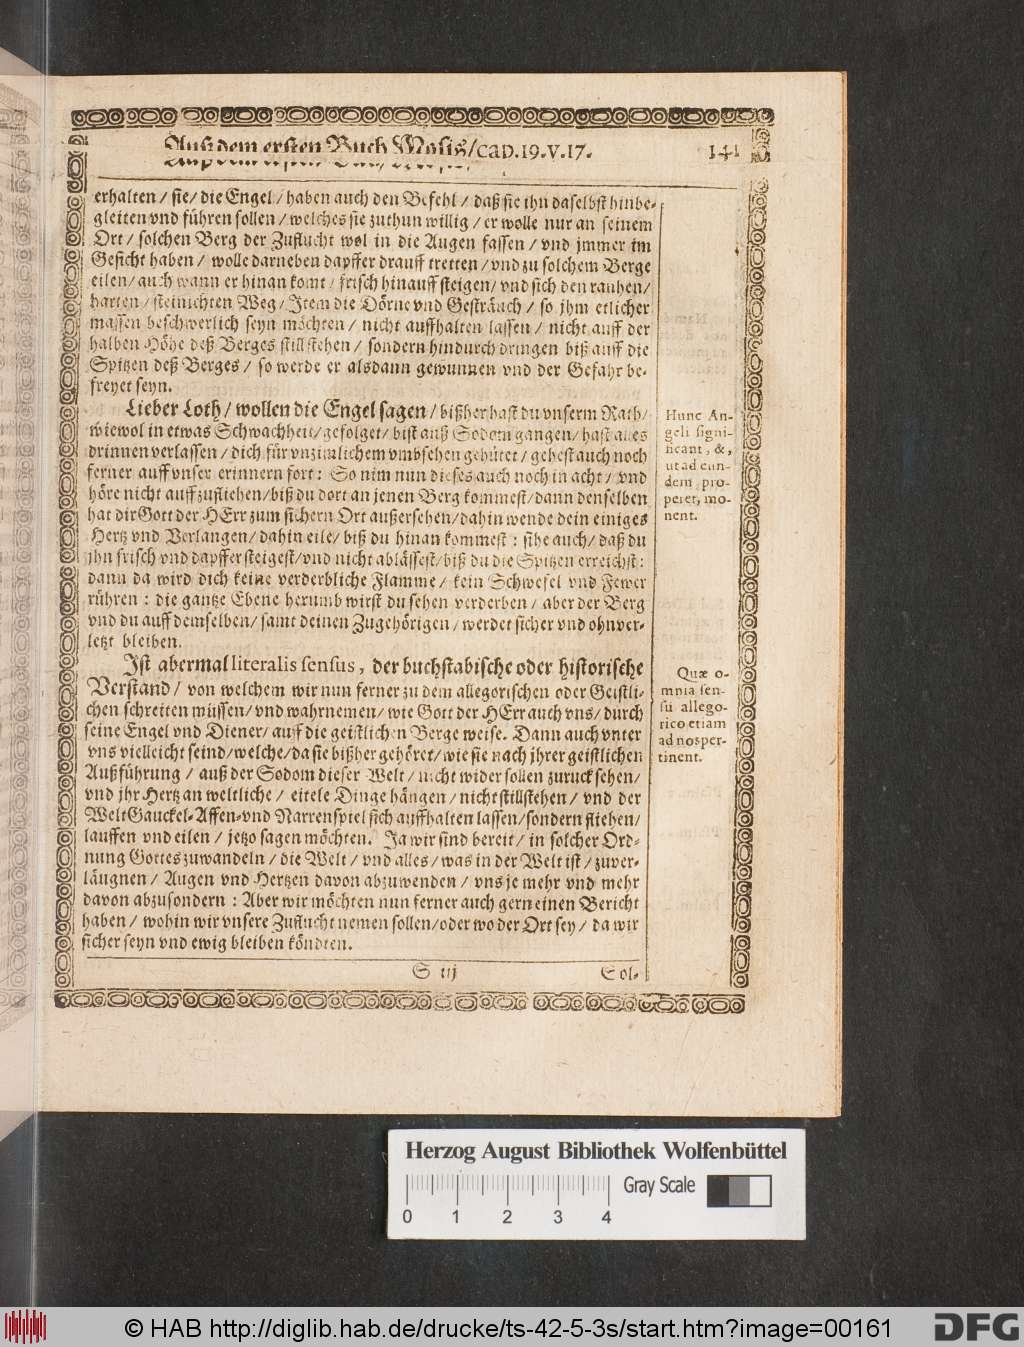 Auß dem ersten Buch Mosis/cap.19.v.17. 141
erhalten / sie / die Engel / haben auch den Befehl / daß sie ihn daselbst hinbe-
gleiten vnd führen sollen / welches sie zuthun willig / er wolle nur an seinem
Ort / solchen Berg der Zuflucht wol in die Augen fassen / vnd jmmer im
Gesicht haben / wolle darneben dapffer drauff tretten / vnd zu solchem Berge
eilen / auch wann er hinan komt / frisch hinauff steigen / vnd sich den rauhen /
harten / steinichten Weg / Item die Dörne vnd Gesträuch / so jhm etlicher
massen beschwerlich seyn möchten / nicht auffhalten lassen / nicht auff der
halben Höhe deß Berges still stehen / sondern hindurch dringen biß auff die
Spitzen deß Berges / so werde er alsdann gewunnen vnd der Gefahr be-
freyet seyn.
Lieber Loth / wollen die Engel sagen / bißher hast du vnserm Rath /
wiewol in etwas Schwachheit / gefolget / bist auß Sodom gangen / hast alles
drinnen verlassen / dich für vnzimlichem vmbsehen gehütet / gehest auch noch
ferner auff vnser erinnern fort : So nim nun dieses auch noch in acht / vnd
höre nicht auff zufliehen / biß du dort an jenen Berg kommest / dann denselben
hat dir Gott der HErr zum sichern Ort außersehen / dahin wende dein einiges
Hertz vnd Verlangen / dahin eile / biß du hinan kommest : sihe auch / daß du
jhn frisch vnd dapffer steigest / vnd nicht ablässest / biß du die Spitzen erreichst :
dann da wird dich keine verderbliche Flamme / kein Schwefel vnd Fewer
rühren : die gantze Ebene herumb wirst du sehen verderben / aber der Berg
vnd du auff demselben / samt deinen Zugehörigen / werdet sicher vnd ohnver-
letzt bleiben.
Hunc An-
geli signi-
ficant, &,
ut ad eun-
dem pro-
peret, mo-
nent.
Ist abermal literalis sensus, der buchstabische oder historische
Verstand / von welchem wir nun ferner zu dem allegorischen oder Geistli-
chen schreiten müssen / vnd wahrnemen / wie Gott der HErr auch vns / durch
seine Engel vnd Diener / auf die geistlichen Berge weise. Dann auch vnter
vns vielleicht seind / welche / da sie bißher gehöret / wie sie nach jhrer geistlichen
Außführung / auß der Sodom dieser Welt / nicht wider sollen zuruck sehen /
vnd jhr Hertz an weltliche / eitele Dinge hängen / nicht stillstehen / vnd der
Welt Gauckel-Affen-vnd Narrenspiel sich auffhalten lassen / sondern fliehen /
lauffen vnd eilen / jetzo sagen möchten. Ja wir sind bereit / in solcher Ord-
nung Gottes zuwandeln / die Welt / vnd alles / was in der Welt ist / zuver-
läugnen / Augen vnd Hertzen davon abzuwenden / vns je mehr vnd mehr
davon abzusondern : Aber wir möchten nun ferner auch gern einen Bericht
haben / wohin wir vnsere Zuflucht nemen sollen / oder wo der Ort sey / da wir
sicher seyn vnd ewig bleiben köndten.
Quæ o-
mnia sen-
su allego-
rico etiam
ad nos per-
tinent.
S iij Sol-
Herzog August Bibliothek Wolfenbüttel
Gray Scale
0 1 2 3 4
© HAB http://diglib.hab.de/drucke/ts-42-5-3s/start.htm?image=00161
DFG